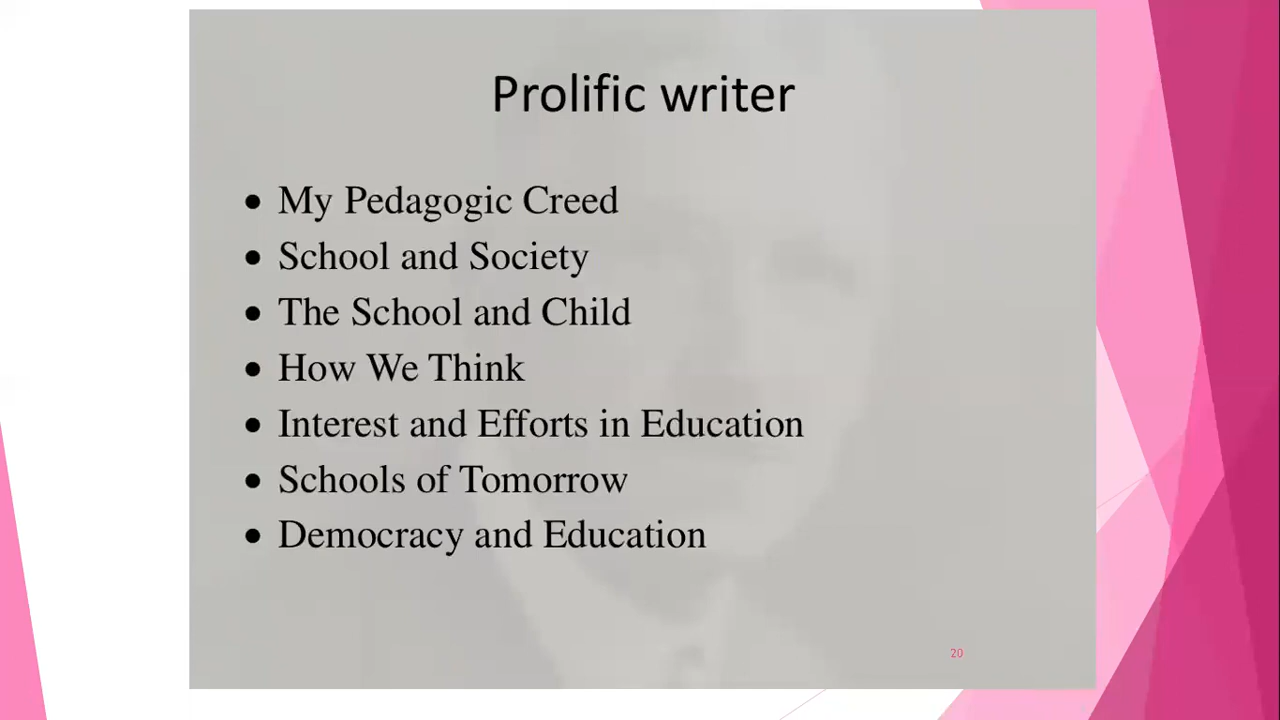 Prolific writer
• My Pedagogic Creed
• School and Society
• The School and Child
• How We Think
• Interest and Efforts in Education
• Schools of Tomorrow
• Democracy and Education
20